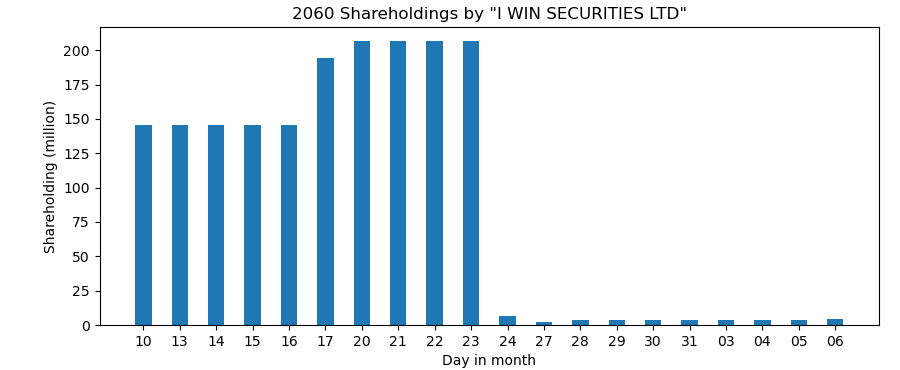 2060 Shareholdings by "I WIN SECURITIES LTD"
Shareholding (million)
200
175
150
125
100
75
50
25
0
10 13 14 15 16 17 20 21 22 23 24 27 28 29 30 31 03 04 05 06
Day in month